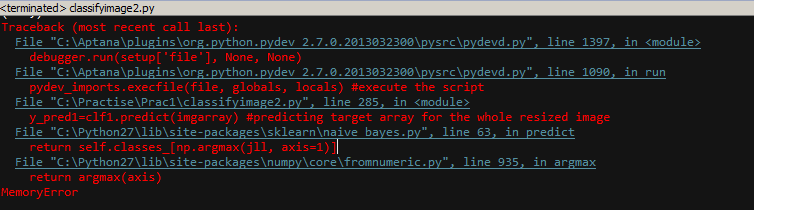 <terminated> classifyimage2.py
Traceback (most recent call last):
File "C:\Aptana\plugins\org.python.pydev_2.7.0.2013032300\pysrc\pydevd.py", line 1397, in <module>
debugger.run(setup['file'], None, None)
File "C:\Aptana\plugins\org.python.pydev_2.7.0.2013032300\pysrc\pydevd.py", line 1090, in run
pydev_imports.execfile(file, globals, locals) #execute the script
File "C:\Practise\Prac1\classifyimage2.py", line 285, in <module>
y_pred1=clf1.predict(imgarray) #predicting target array for the whole resized image
File "C:\Python27\lib\site-packages\sklearn\naive_bayes.py", line 63, in predict
return self.classes_[np.argmax(jll, axis=1)]
File "C:\Python27\lib\site-packages\numpy\core\fromnumeric.py", line 935, in argmax
return argmax(axis)
MemoryError